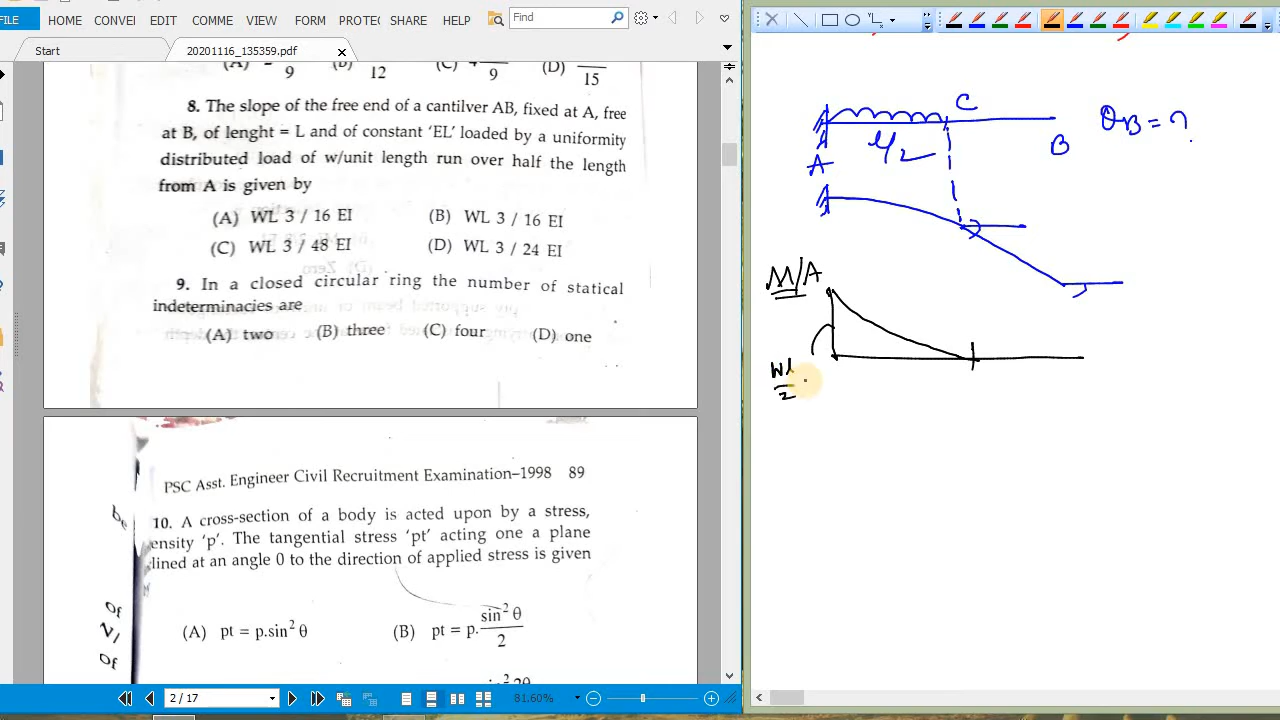 FILE HOME CONVEI EDIT COMME VIEW FORM PROTEC SHARE HELP Find
Start 20201116_135359.pdf
(A) 9 (B) 12 (C) 9 (D) 15
8. The slope of the free end of a cantilver AB, fixed at A, free
at B, of lenght = L and of constant 'EL' loaded by a uniformity
distributed load of w/unit length run over half the length
from A is given by
(A) WL 3 / 16 EI (B) WL 3 / 16 EI
(C) WL 3 / 48 EI (D) WL 3 / 24 EI
9. In a closed circular ring the number of statical
indeterminacies are
(A) two (B) three (C) four (D) one
PSC Asst. Engineer Civil Recruitment Examination–1998 89
10. A cross-section of a body is acted upon by a stress,
ensity 'p'. The tangential stress 'pt' acting one a plane
lined at an angle θ to the direction of applied stress is given
(A) pt = p.sin² θ (B) pt = p. sin² θ / 2
2 / 17 81.60%
C
θB = ?
L/2
B
A
M/A
wl
2